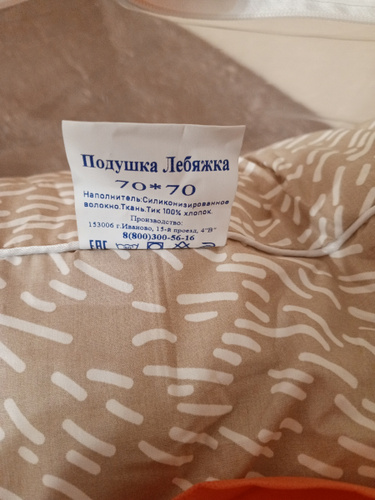 Подушка Лебяжка
70*70
Наполнитель:Силиконизированное
волокно.Ткань.Тик 100% хлопок.
Производство:
153006 г.Иваново, 15-й проезд, 4"В"
8(800)300-56-16
EAC